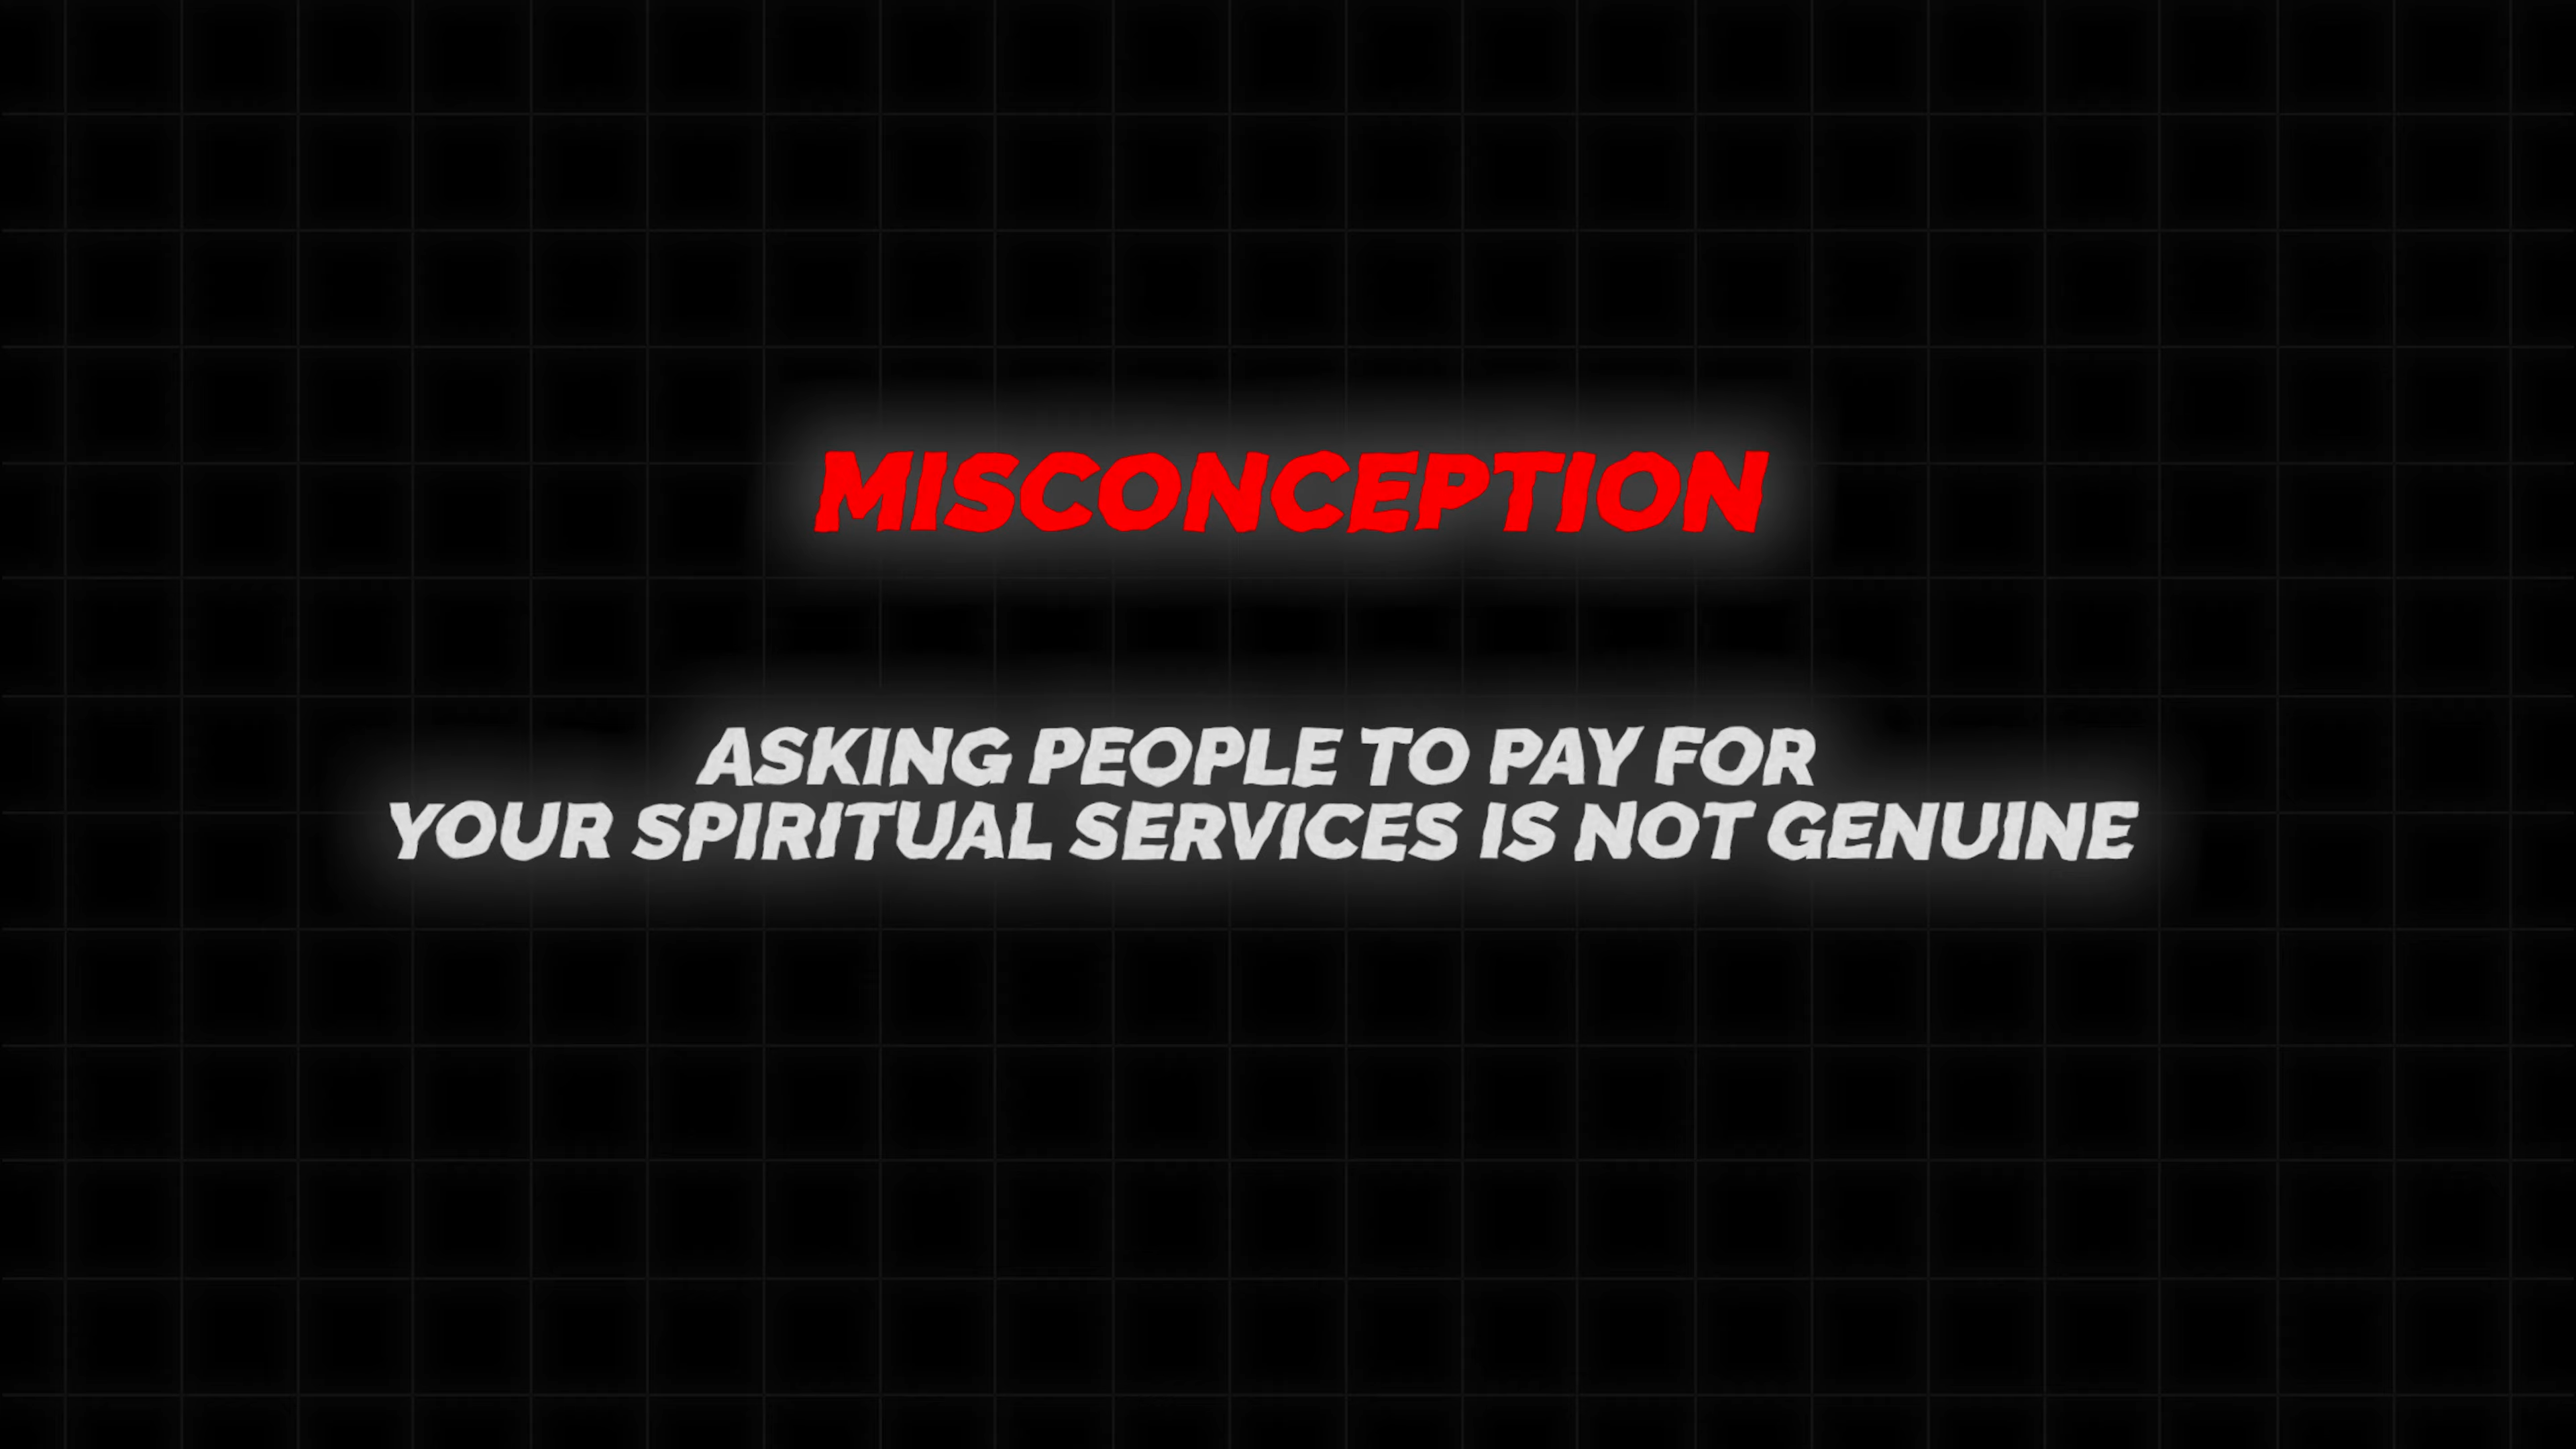 MISCONCEPTION
ASKING PEOPLE TO PAY FOR
YOUR SPIRITUAL SERVICES IS NOT GENUINE